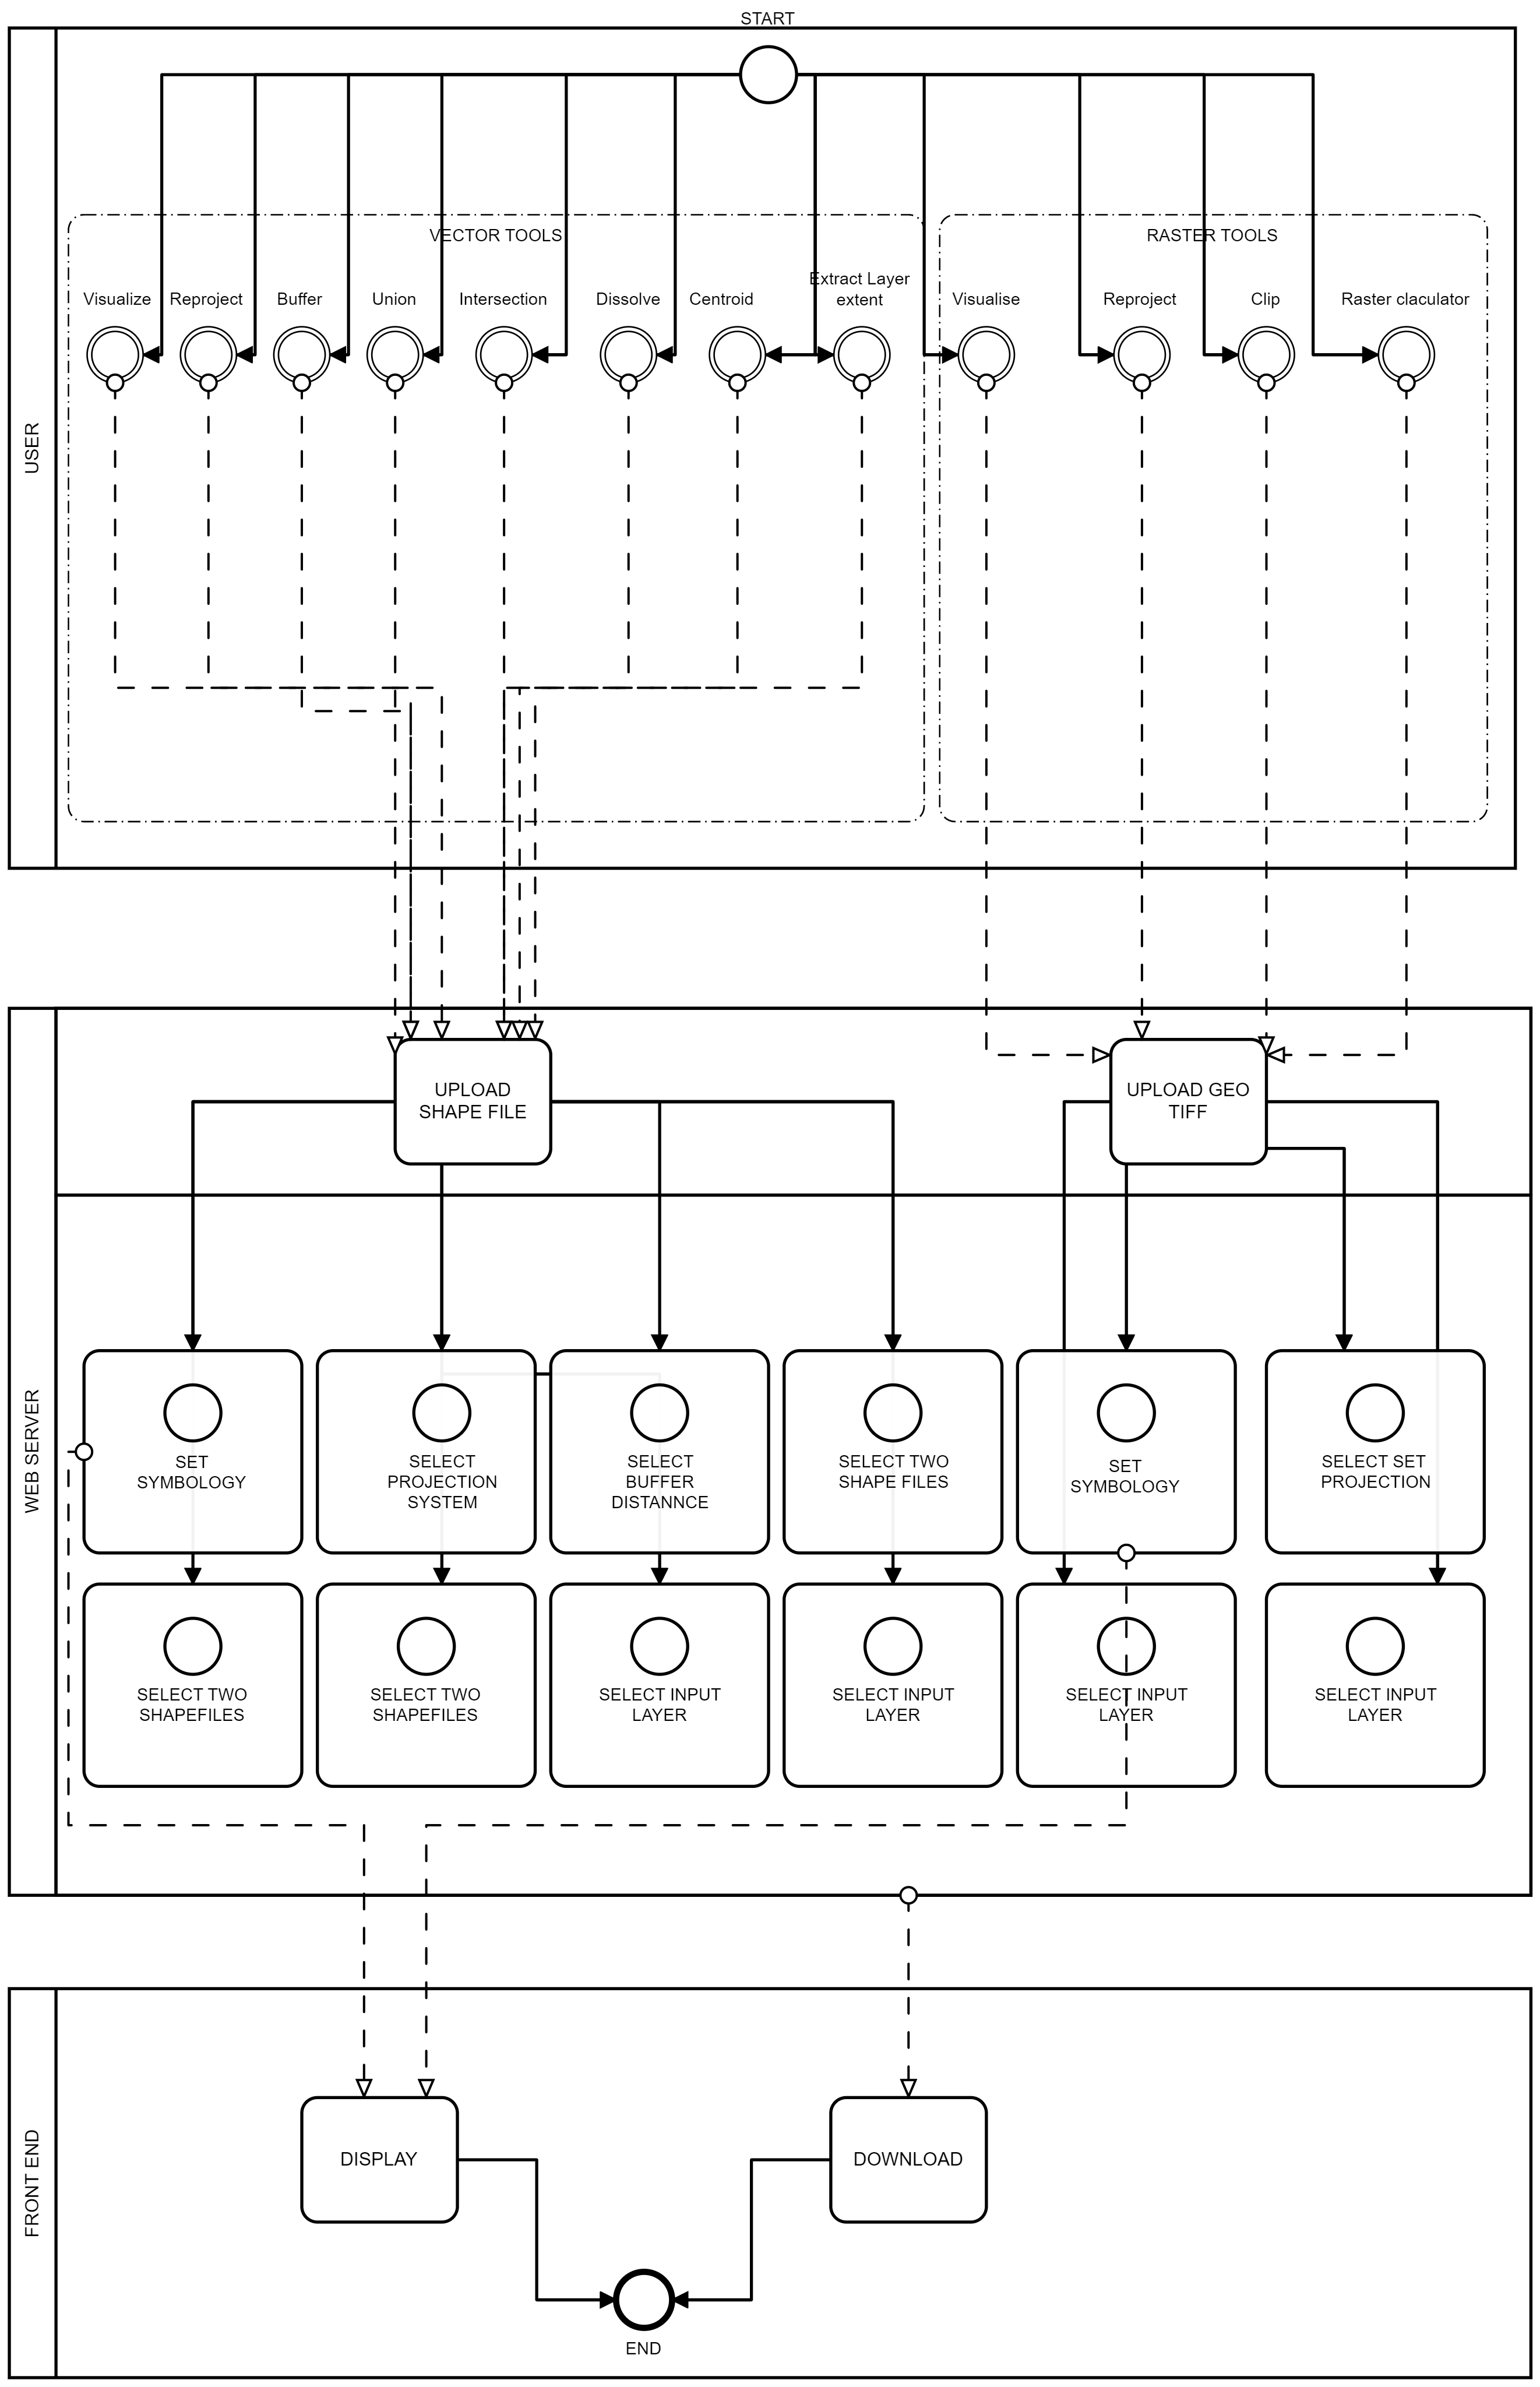 START
USER
VECTOR TOOLS
RASTER TOOLS
Visualize
Reproject
Buffer
Union
Intersection
Dissolve
Centroid
Extract Layer
extent
Visualise
Reproject
Clip
Raster claculator
WEB SERVER
UPLOAD
SHAPE FILE
UPLOAD GEO
TIFF
SET
SYMBOLOGY
SELECT
PROJECTION
SYSTEM
SELECT
BUFFER
DISTANNCE
SELECT TWO
SHAPE FILES
SET
SYMBOLOGY
SELECT SET
PROJECTION
SELECT TWO
SHAPEFILES
SELECT TWO
SHAPEFILES
SELECT INPUT
LAYER
SELECT INPUT
LAYER
SELECT INPUT
LAYER
SELECT INPUT
LAYER
FRONT END
DISPLAY
DOWNLOAD
END